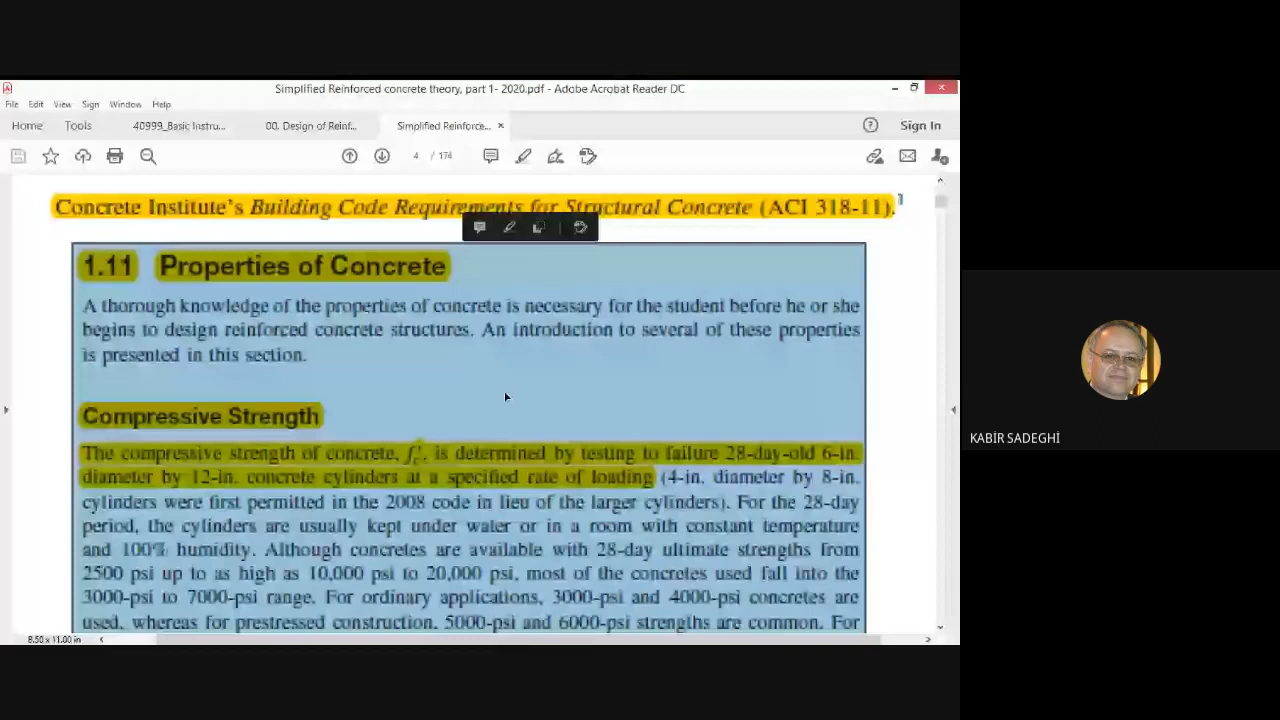 Simplified Reinforced concrete theory, part 1- 2020.pdf - Adobe Acrobat Reader DC
File Edit View Sign Window Help
Home Tools 40999_Basic Instru... 00. Design of Reinf... Simplified Reinforce... × Sign In
4 / 174
Concrete Institute's Building Code Requirements for Structural Concrete (ACI 318-11).1
1.11 Properties of Concrete
A thorough knowledge of the properties of concrete is necessary for the student before he or she
begins to design reinforced concrete structures. An introduction to several of these properties
is presented in this section.
Compressive Strength
The compressive strength of concrete, f'c, is determined by testing to failure 28-day-old 6-in.
diameter by 12-in. concrete cylinders at a specified rate of loading (4-in. diameter by 8-in.
cylinders were first permitted in the 2008 code in lieu of the larger cylinders). For the 28-day
period, the cylinders are usually kept under water or in a room with constant temperature
and 100% humidity. Although concretes are available with 28-day ultimate strengths from
2500 psi up to as high as 10,000 psi to 20,000 psi, most of the concretes used fall into the
3000-psi to 7000-psi range. For ordinary applications, 3000-psi and 4000-psi concretes are
used, whereas for prestressed construction, 5000-psi and 6000-psi strengths are common. For
8.50 x 11.00 in
KABİR SADEGHİ